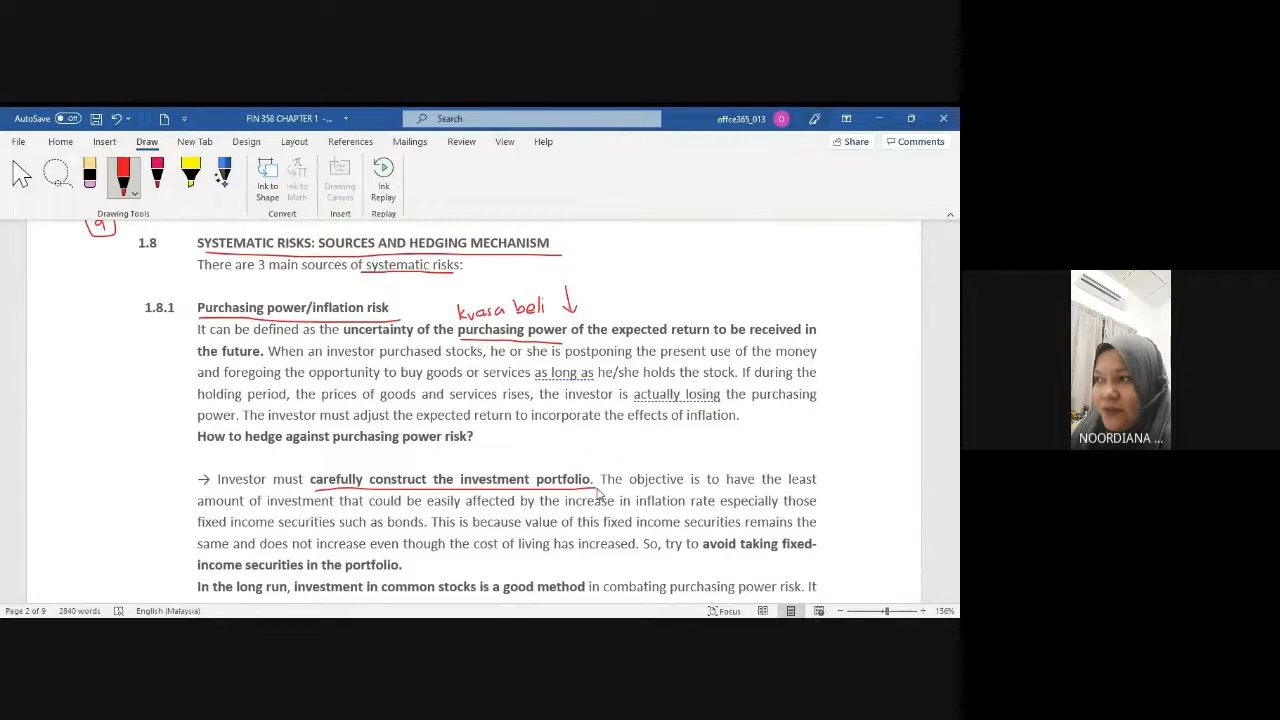 AutoSave Off FIN 358 CHAPTER 1 -... Search offce365_013 O
File Home Insert Draw New Tab Design Layout References Mailings Review View Help Share Comments
Ink to Shape Ink to Math Drawing Canvas Ink Replay
Drawing Tools Convert Insert Replay
9
1.8 SYSTEMATIC RISKS: SOURCES AND HEDGING MECHANISM
There are 3 main sources of systematic risks:
1.8.1 Purchasing power/inflation risk
kuasa beli ↓
It can be defined as the uncertainty of the purchasing power of the expected return to be received in
the future. When an investor purchased stocks, he or she is postponing the present use of the money
and foregoing the opportunity to buy goods or services as long as he/she holds the stock. If during the
holding period, the prices of goods and services rises, the investor is actually losing the purchasing
power. The investor must adjust the expected return to incorporate the effects of inflation.
How to hedge against purchasing power risk?
→ Investor must carefully construct the investment portfolio. The objective is to have the least
amount of investment that could be easily affected by the increase in inflation rate especially those
fixed income securities such as bonds. This is because value of this fixed income securities remains the
same and does not increase even though the cost of living has increased. So, try to avoid taking fixed-
income securities in the portfolio.
In the long run, investment in common stocks is a good method in combating purchasing power risk. It
Page 2 of 9 2840 words English (Malaysia) Focus 156%
NOORDIANA ...